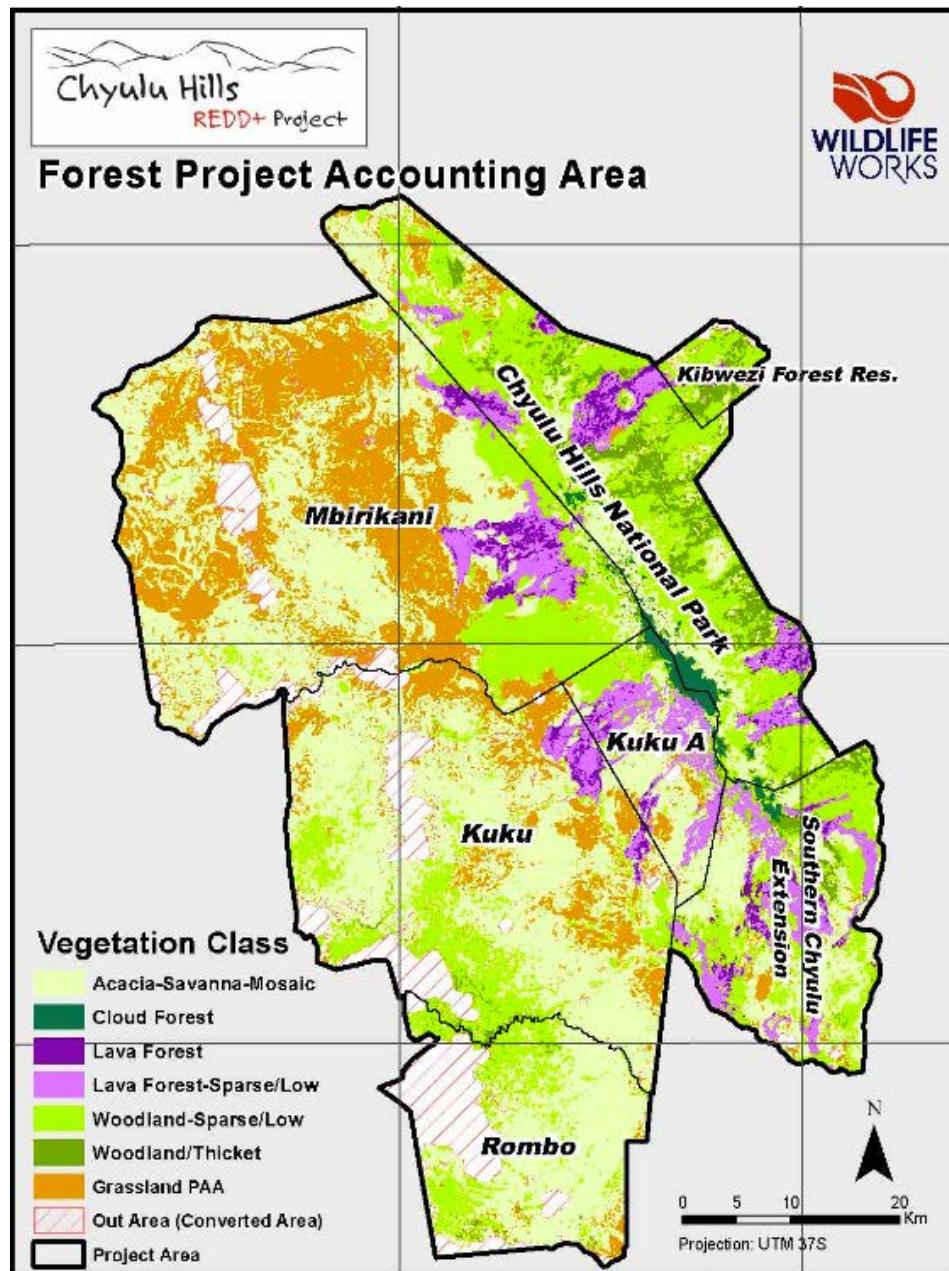 Chyulu Hills
REDD+ Project
WILDLIFE
WORKS
Forest Project Accounting Area
Kibwezi Forest Res.
Chyulu Hills National Park
Mbirikani
Kuku A
Kuku
Southern Chyulu
Extension
Rombo
Vegetation Class
Acacia-Savanna-Mosaic
Cloud Forest
Lava Forest
Lava Forest-Sparse/Low
Woodland-Sparse/Low
Woodland/Thicket
Grassland PAA
Out Area (Converted Area)
Project Area
N
0 5 10 20
Km
Projection: UTM 37S